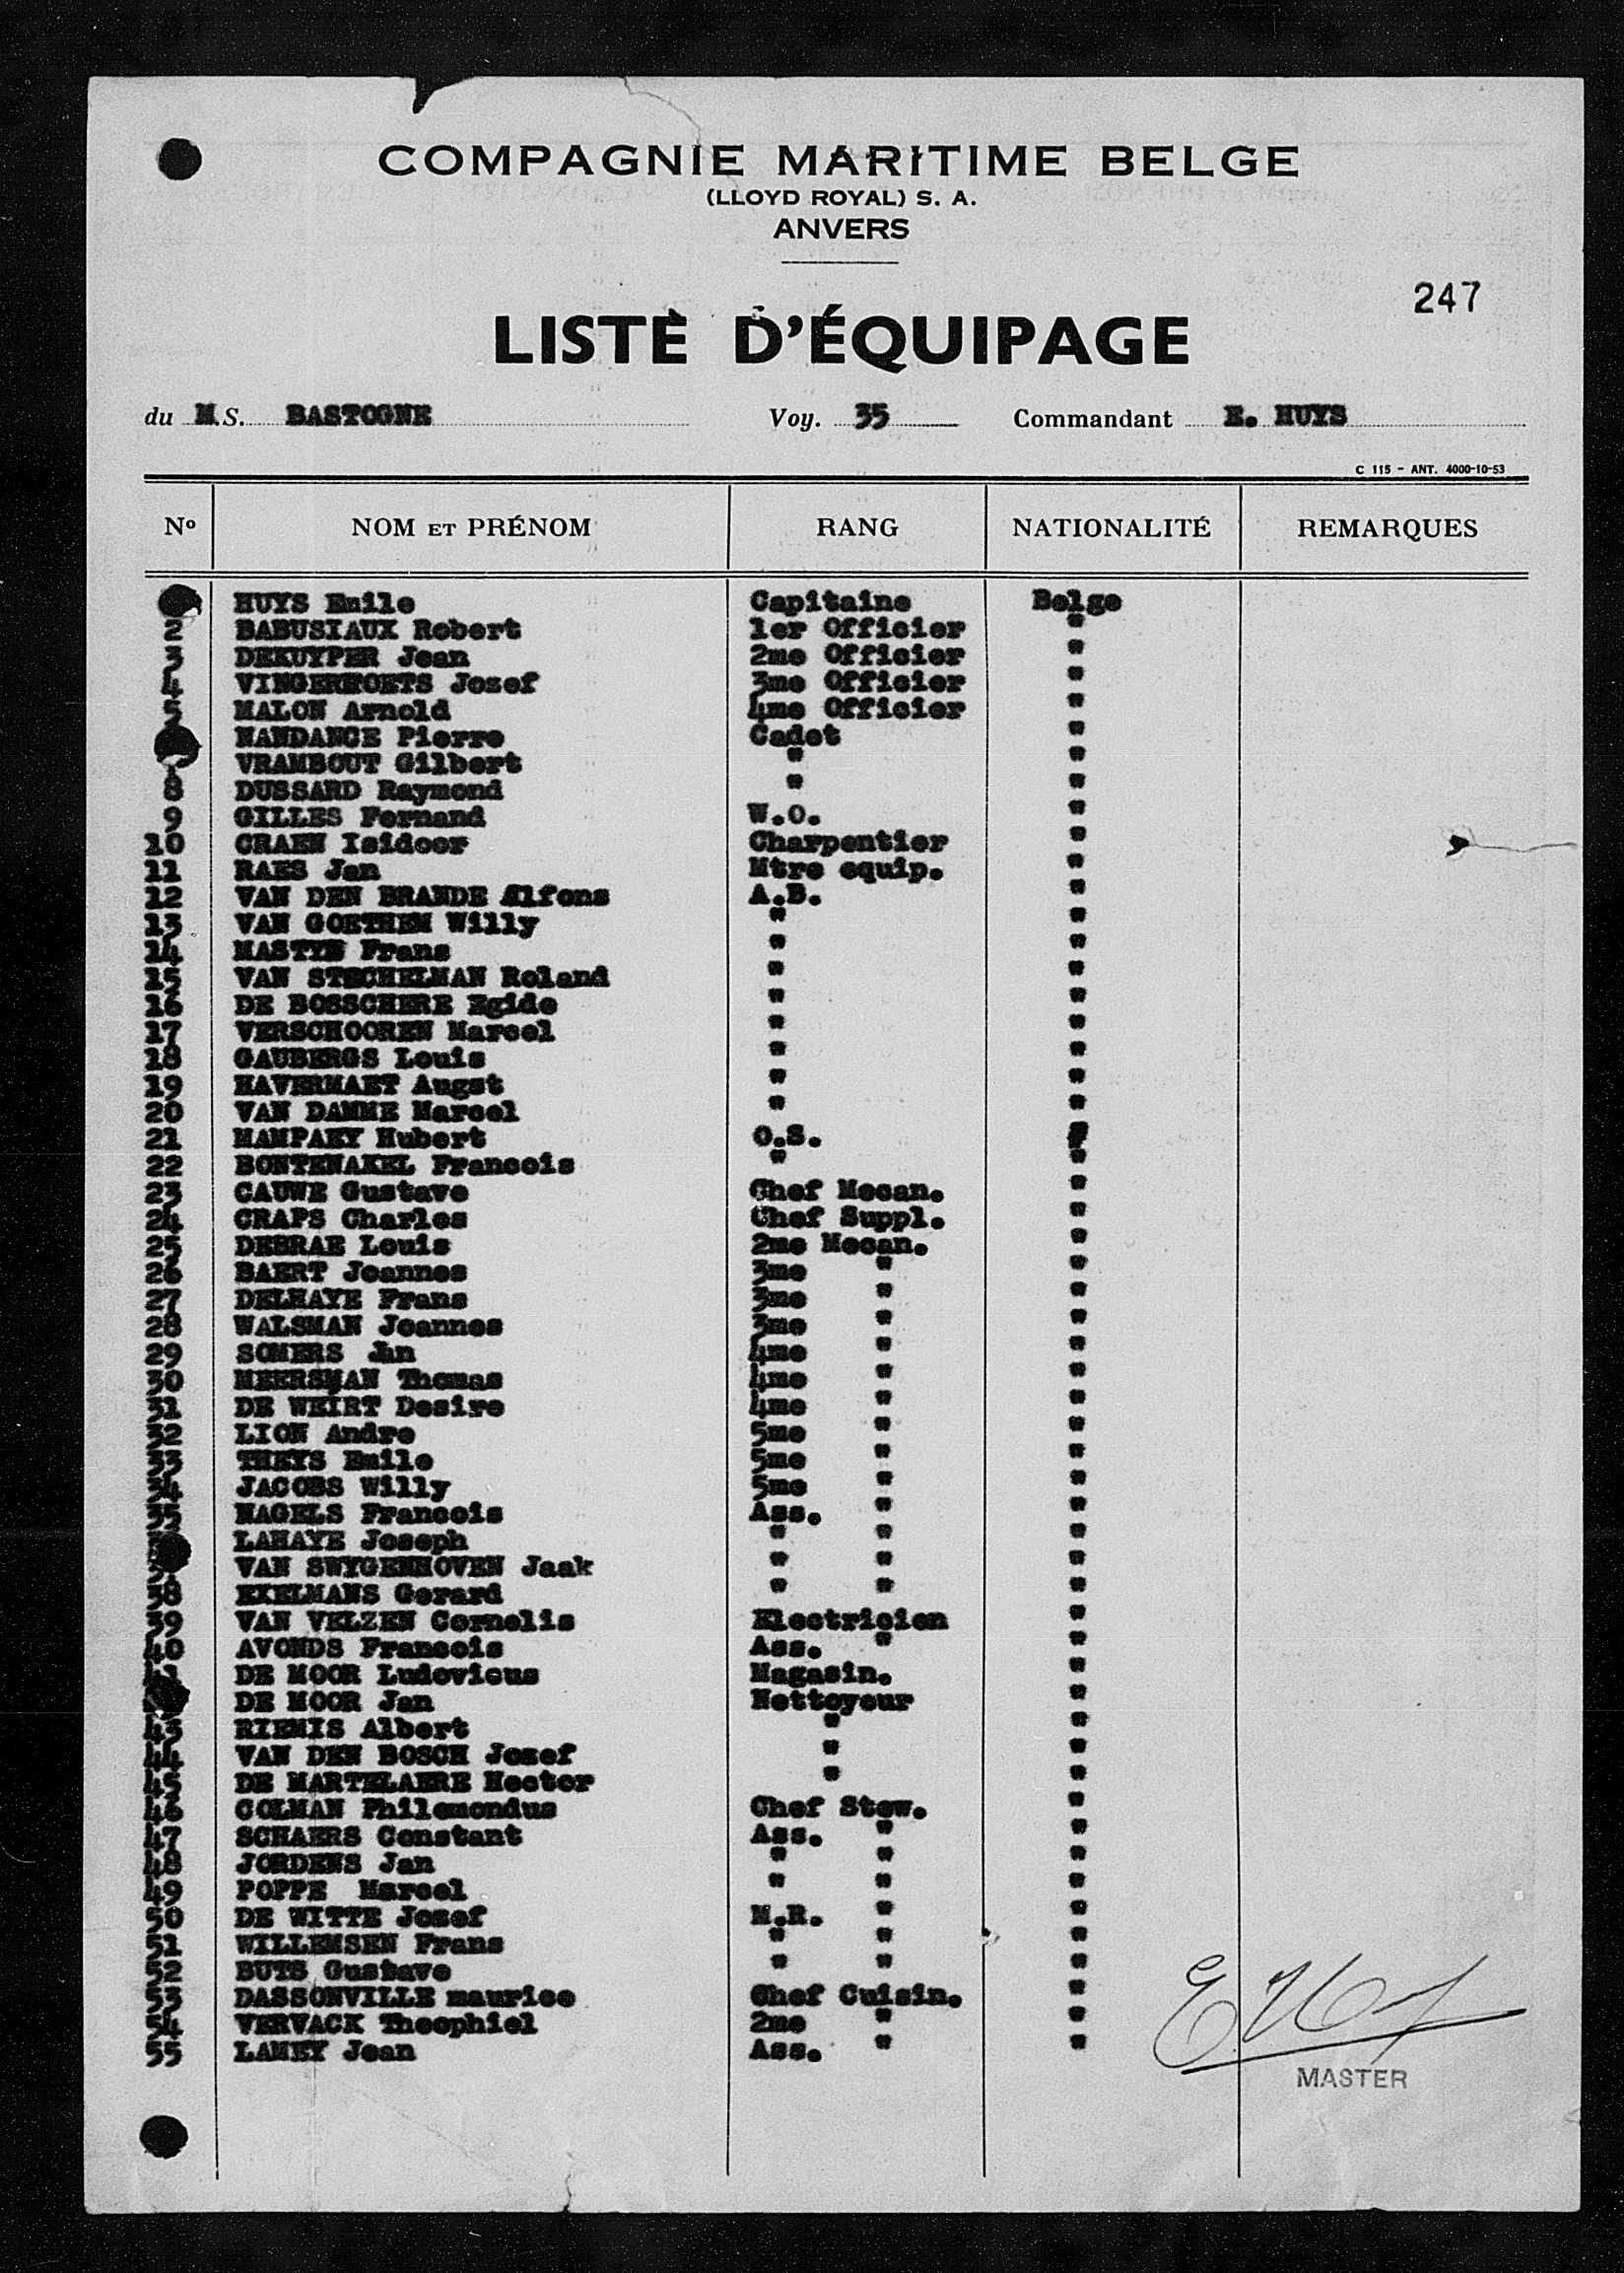 COMPAGNIE MARITIME BELGE
(LLOYD ROYAL) S. A.
ANVERS
247
LISTE D'ÉQUIPAGE
du M.S. BASTOGNE Voy. 35 Commandant E. HUYS
C 115 - ANT. 4000-10-53
Nº NOM ET PRÉNOM RANG NATIONALITÉ REMARQUES
HUYS Emile Capitaine Belge
2 BABUSIAUX Robert 1er Officier "
3 DEKUYPER Jean 2me Officier "
4 VINGERHOETS Jozef 3me Officier "
5 MALON Arnold 4me Officier "
NANDANCE Pierre Cadet "
7 VRAMBOUT Gilbert " "
8 DUSSARD Raymond " "
9 GILLES Fernand W.O. "
10 CRAEN Isidoor Charpentier "
11 RAES Jan Mtre equip. "
12 VAN DEN BRANDE Alfons A.B. "
13 VAN GOETHEM Willy " "
14 MASTYN Frans " "
15 VAN STECHELMAN Roland " "
16 DE BOSSCHERE Egide " "
17 VERSCHOOREN Marcel " "
18 GAUBERGS Louis " "
19 HAVERMAET Augst " "
20 VAN DAMME Marcel " "
21 MAMPAEY Hubert O.S. "
22 BONTENAKEL Francois " "
23 CAUWE Gustave Chef Mecan. "
24 CRAPS Charles Chef Suppl. "
25 DEBRAE Louis 2me Mecan. "
26 BAERT Joannes 3me " "
27 DELHAYE Frans 3me " "
28 WALSMAN Joannes 3me " "
29 SOMERS Jan 4me " "
30 MEERSMAN Thomas 4me " "
31 DE WEIRT Desire 4me " "
32 LION Andre 5me " "
33 THEYS Emile 5me " "
34 JACOBS Willy 5me " "
35 NAGELS Francois Ass. " "
LAHAYE Joseph " " "
VAN SWYGENHOVEN Jaak " " "
38 EXELMANS Gerard " " "
39 VAN VELZEN Cornelis Electricien "
40 AVONDS Francois Ass. " "
41 DE MOOR Ludovicus Magasin. "
DE MOOR Jan Nettoyeur "
43 RIEMIS Albert " "
44 VAN DEN BOSCH Jozef " "
45 DE MARTELAERE Hector " "
46 COLMAN Philemondus Chef Stew. "
47 SCHAERS Constant Ass. " "
48 JORDENS Jan " " "
49 POPPE Marcel " " "
50 DE WITTE Jozef M.R. " "
51 WILLEMSEN Frans " " "
52 BUTS Gustave " " "
53 DASSONVILLE maurice Chef Cuisin. "
54 VERVACK Theophiel 2me " "
55 LAMEY Jean Ass. " "
MASTER